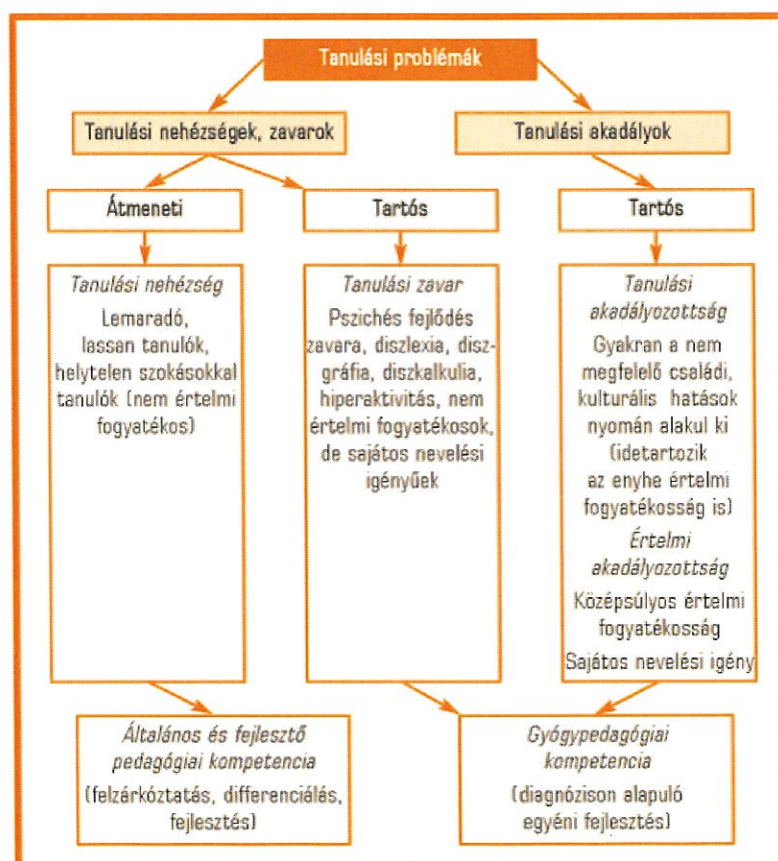 Tanulási problémák
Tanulási nehézségek, zavarok
Tanulási akadályok
Átmeneti
Tartós
Tartós
Tanulási nehézség
Lemaradó,
lassan tanulók,
helytelen szokásokkal
tanulók (nem értelmi
fogyatékos)
Tanulási zavar
Pszichés fejlődés
zavara, diszlexia, disz-
gráfia, diszkalkulia,
hiperaktivitás, nem
értelmi fogyatékosok,
de sajátos nevelési
igényűek
Tanulási
akadályozottság
Gyakran a nem
megfelelő családi,
kulturális hatások
nyomán alakul ki
(idetartozik
az enyhe értelmi
fogyatékosság is)
Értelmi
akadályozottság
Középsúlyos értelmi
fogyatékosság
Sajátos nevelési igény
Általános és fejlesztő
pedagógiai kompetencia
(felzárkóztatás, differenciálás,
fejlesztés)
Gyógypedagógiai
kompetencia
(diagnózison alapuló
egyéni fejlesztés)